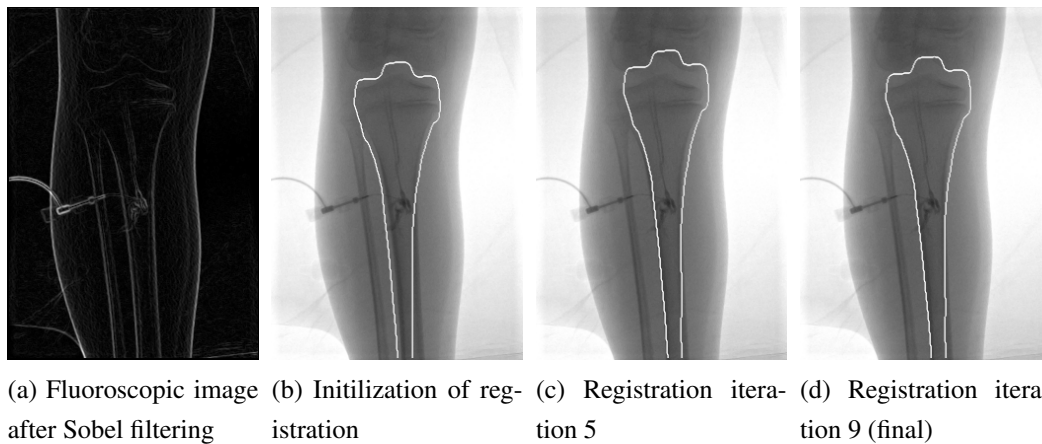 (a) Fluoroscopic image
after Sobel filtering
(b) Initilization of reg-
istration
(c) Registration itera-
tion 5
(d) Registration itera
tion 9 (final)